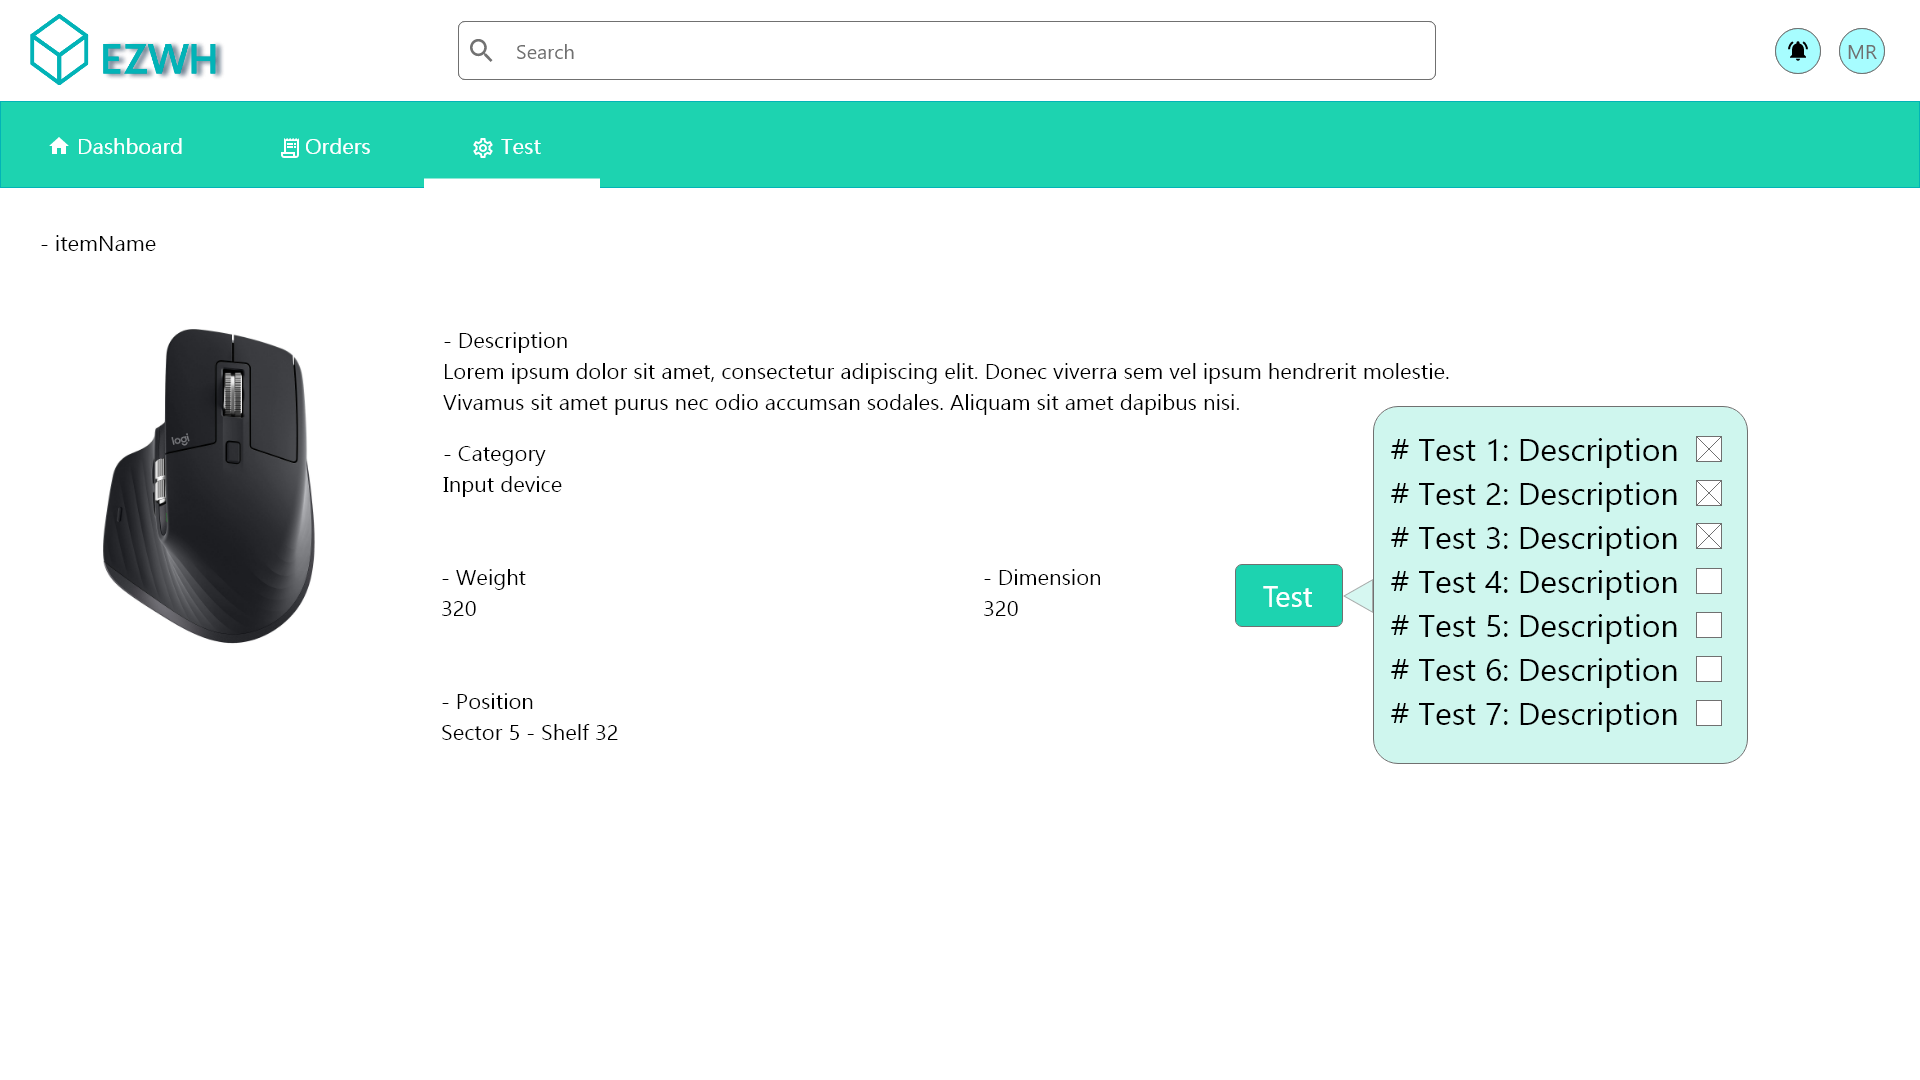 EZWH
Search
MR
Dashboard
Orders
Test
- itemName
logi
- Description
Lorem ipsum dolor sit amet, consectetur adipiscing elit. Donec viverra sem vel ipsum hendrerit molestie.
Vivamus sit amet purus nec odio accumsan sodales. Aliquam sit amet dapibus nisi.
- Category
Input device
- Weight
320
- Dimension
320
- Position
Sector 5 - Shelf 32
Test
# Test 1: Description
# Test 2: Description
# Test 3: Description
# Test 4: Description
# Test 5: Description
# Test 6: Description
# Test 7: Description